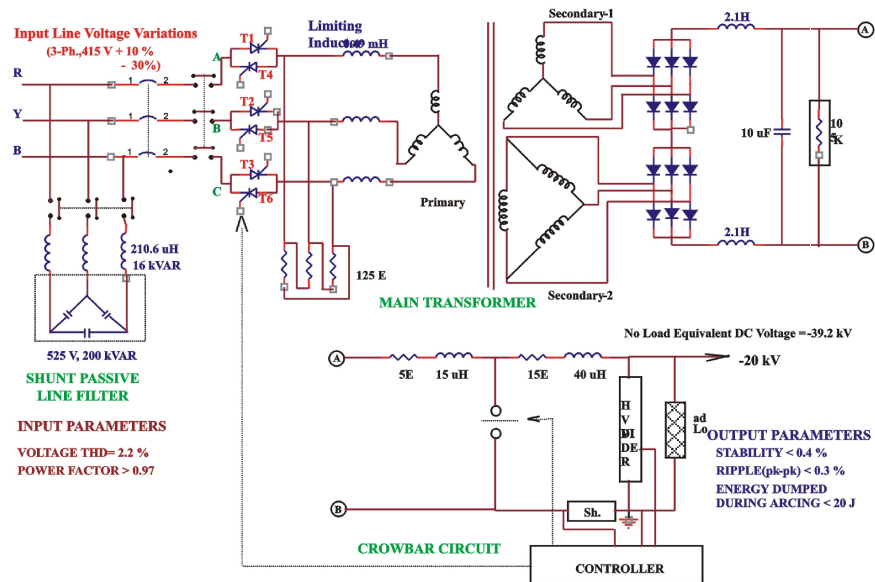 Input Line Voltage Variations
(3-Ph.,415 V + 10 %
- 30%)
R
Y
B
1
2
1
2
1
2
A
B
C
T1
T4
T2
T5
T3
T6
Limiting
mH
Primary
125 E
MAIN TRANSFORMER
Secondary-1
Secondary-2
2.1H
2.1H
10 uF
A
B
210.6 uH
16 kVAR
525 V, 200 kVAR
SHUNT PASSIVE
LINE FILTER
INPUT PARAMETERS
VOLTAGE THD= 2.2 %
POWER FACTOR > 0.97
No Load Equivalent DC Voltage =-39.2 kV
-20 kV
A
5E
15 uH
15E
40 uH
B
Sh.
CROWBAR CIRCUIT
CONTROLLER
OUTPUT PARAMETERS
STABILITY < 0.4 %
RIPPLE(pk-pk) < 0.3 %
ENERGY DUMPED
DURING ARCING < 20 J